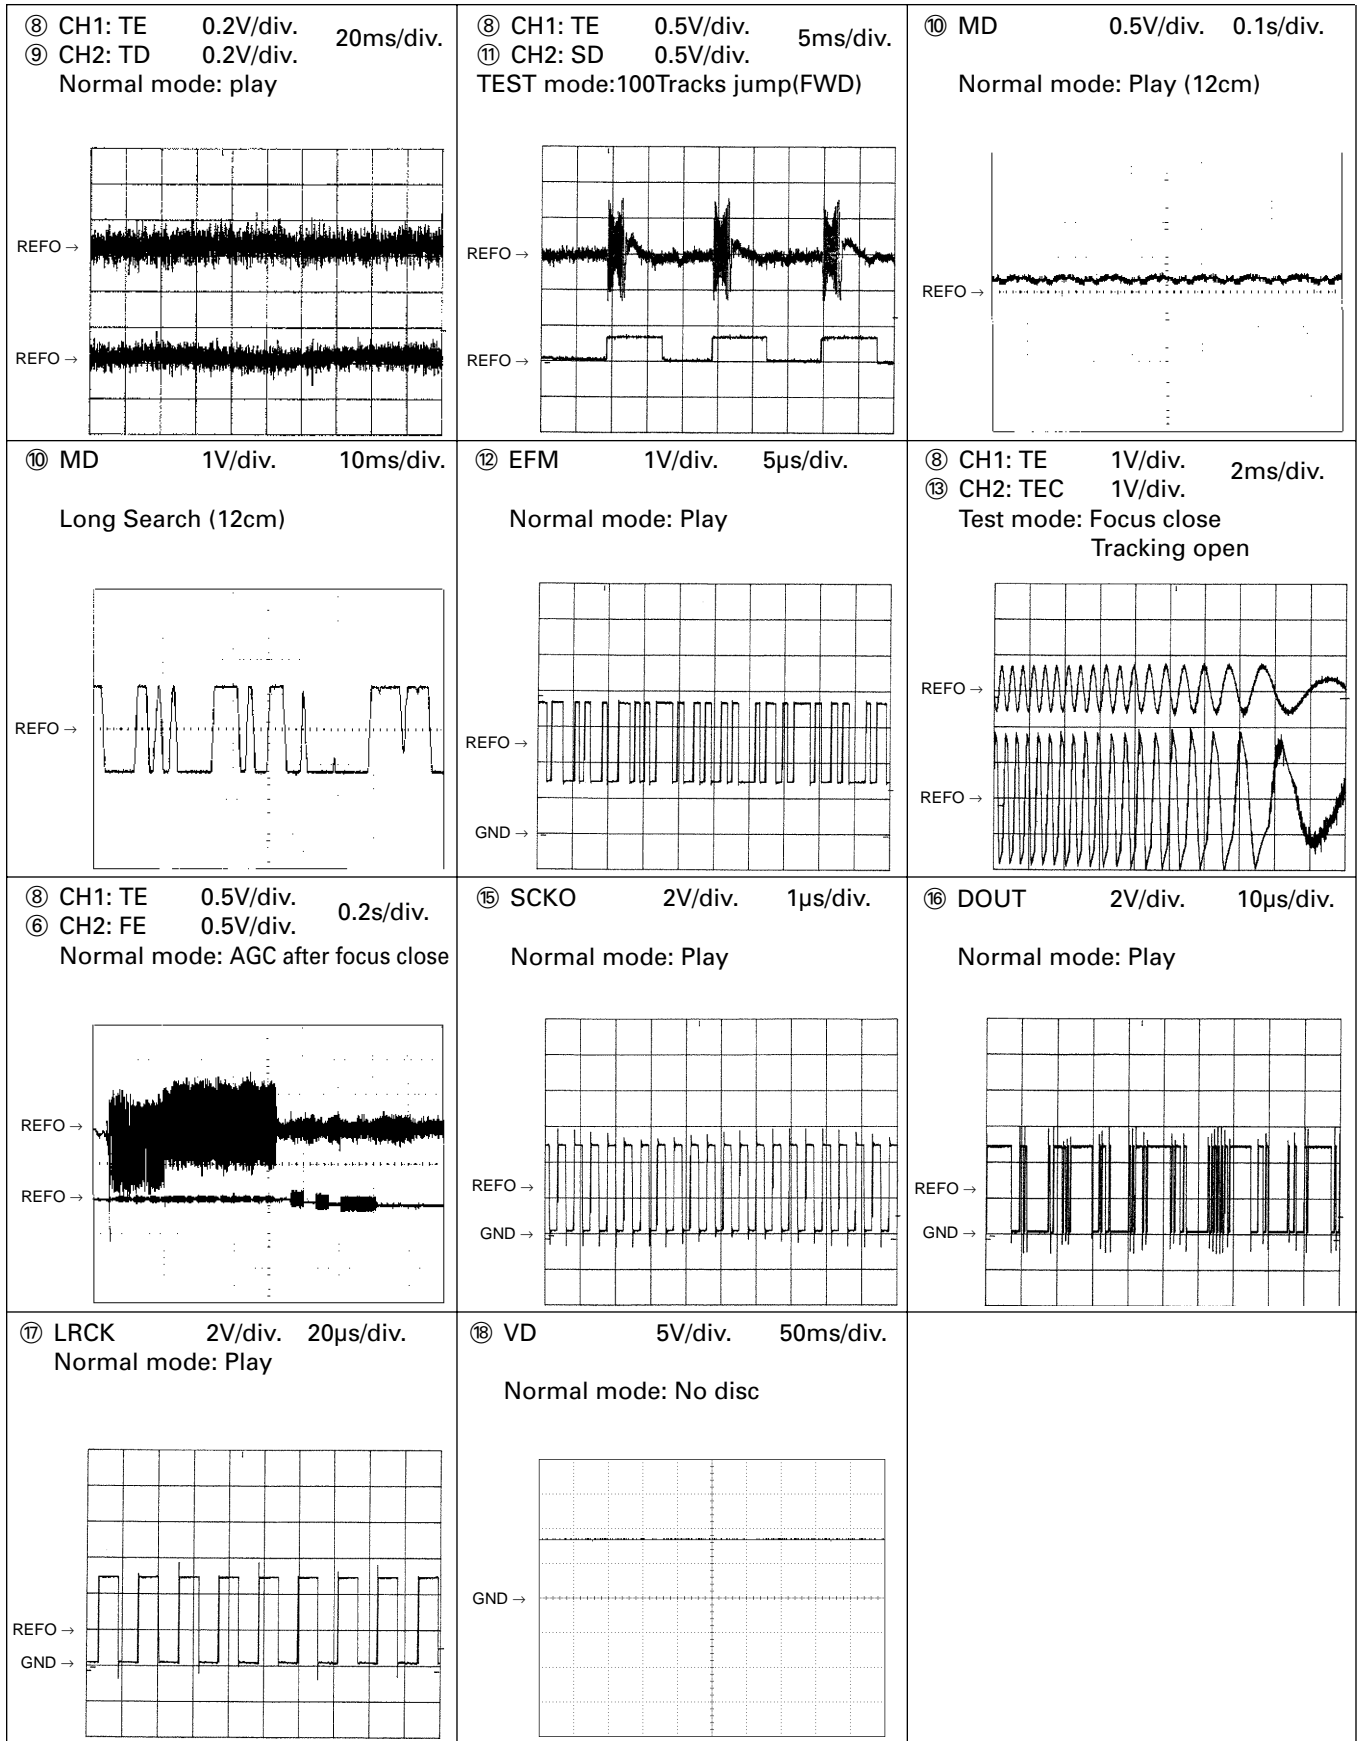 ⑧ CH1: TE 0.2V/div. 20ms/div.
⑨ CH2: TD 0.2V/div.
Normal mode: play
REFO →
REFO →
⑧ CH1: TE 0.5V/div. 5ms/div.
⑪ CH2: SD 0.5V/div.
TEST mode:100Tracks jump(FWD)
REFO →
REFO →
⑩ MD 0.5V/div. 0.1s/div.
Normal mode: Play (12cm)
REFO →
⑩ MD 1V/div. 10ms/div.
Long Search (12cm)
REFO →
⑫ EFM 1V/div. 5µs/div.
Normal mode: Play
REFO →
GND →
⑧ CH1: TE 1V/div. 2ms/div.
⑬ CH2: TEC 1V/div.
Test mode: Focus close
Tracking open
REFO →
REFO →
⑧ CH1: TE 0.5V/div. 0.2s/div.
⑥ CH2: FE 0.5V/div.
Normal mode: AGC after focus close
REFO →
REFO →
⑮ SCKO 2V/div. 1µs/div.
Normal mode: Play
REFO →
GND →
⑯ DOUT 2V/div. 10µs/div.
Normal mode: Play
REFO →
GND →
⑰ LRCK 2V/div. 20µs/div.
Normal mode: Play
REFO →
GND →
⑱ VD 5V/div. 50ms/div.
Normal mode: No disc
GND →